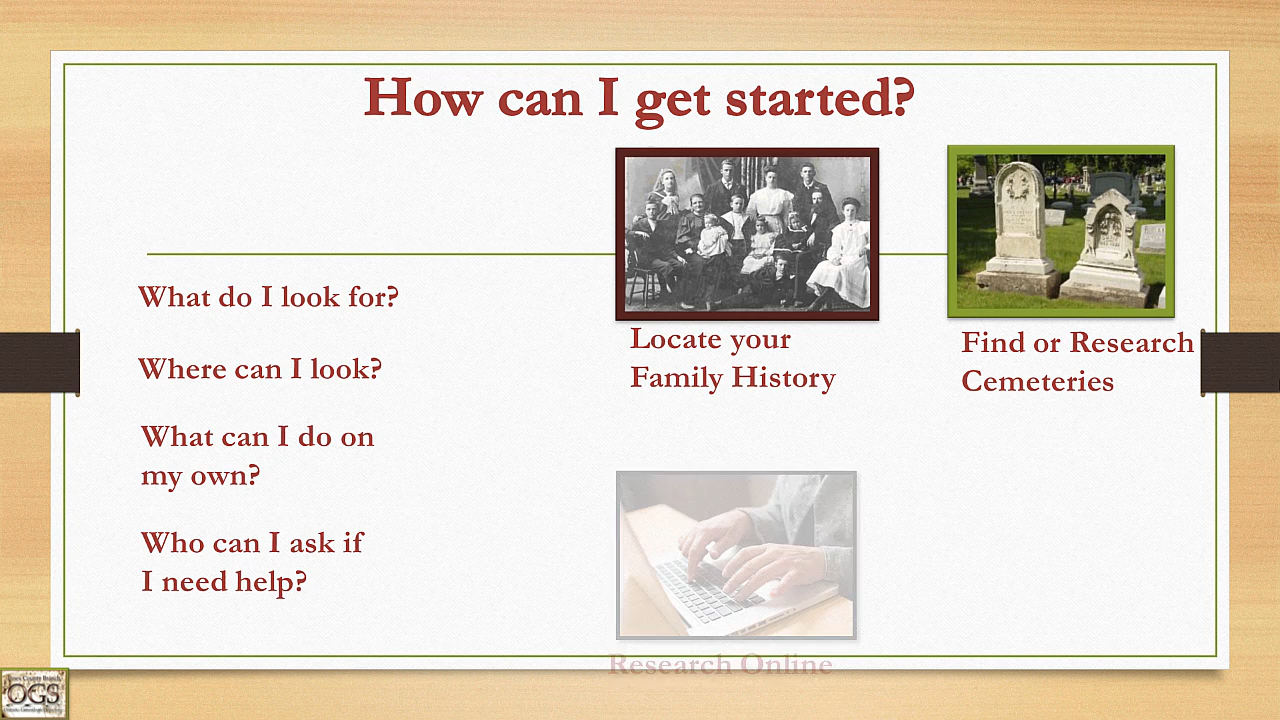 How can I get started?
What do I look for?
Where can I look?
What can I do on
my own?
Who can I ask if
I need help?
Locate your
Family History
Find or Research
Cemeteries
Research Online
OGS